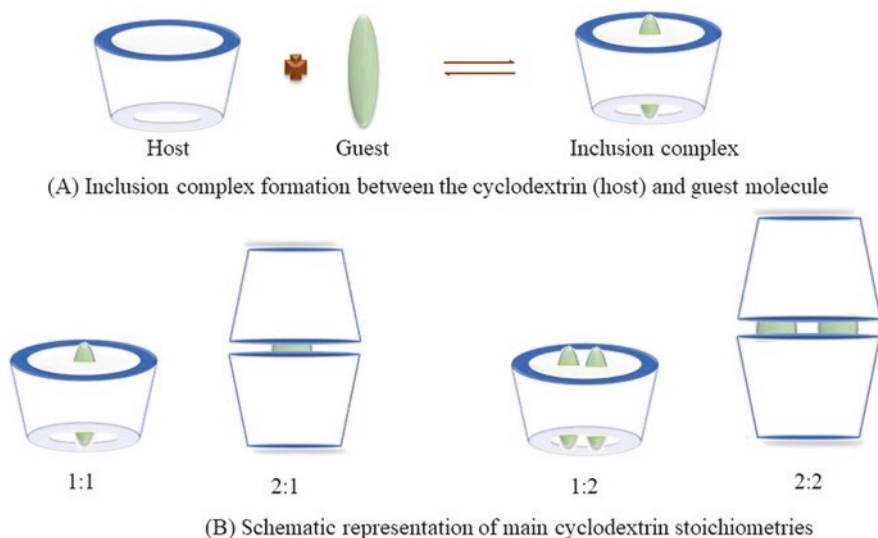 Host
Guest
Inclusion complex
(A) Inclusion complex formation between the cyclodextrin (host) and guest molecule
1:1
2:1
1:2
2:2
(B) Schematic representation of main cyclodextrin stoichiometries